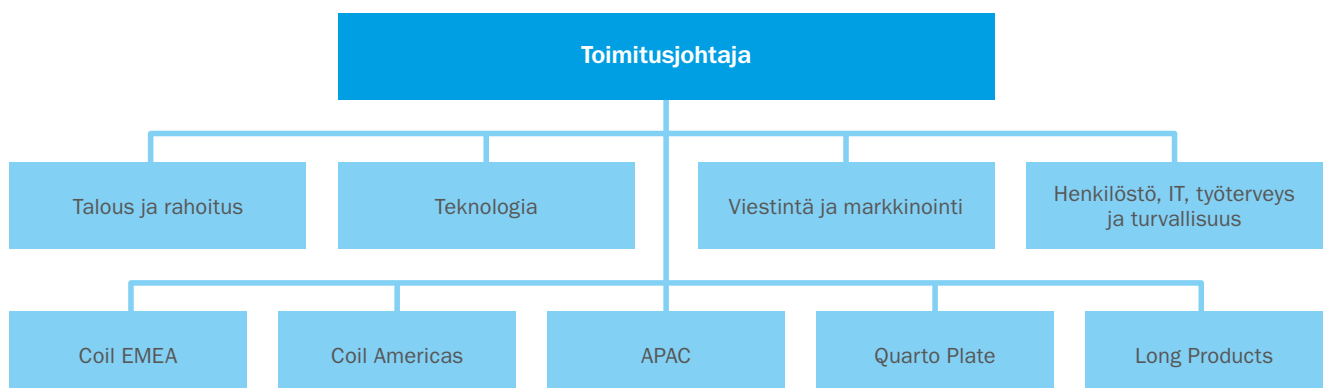 Toimitusjohtaja
Talous ja rahoitus
Teknologia
Viestintä ja markkinointi
Henkilöstö, IT, työterveys
ja turvallisuus
Coil EMEA
Coil Americas
APAC
Quarto Plate
Long Products